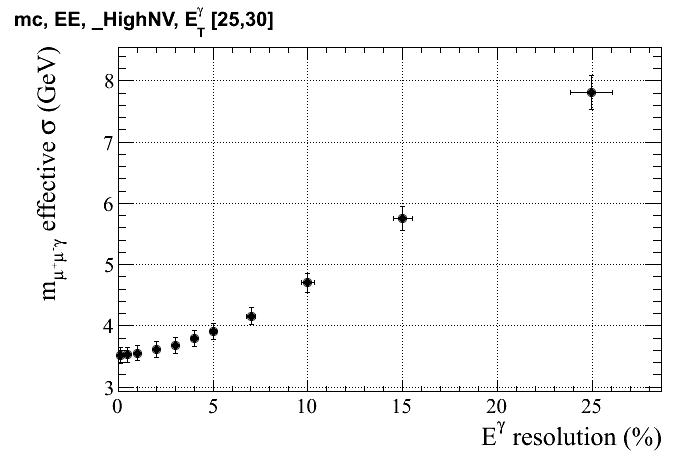 mc, EE, _HighNV, E_T^γ [25,30]
m_{μ⁺μ⁻γ} effective σ (GeV)
8
7
6
5
4
3
0 5 10 15 20 25
E^γ resolution (%)